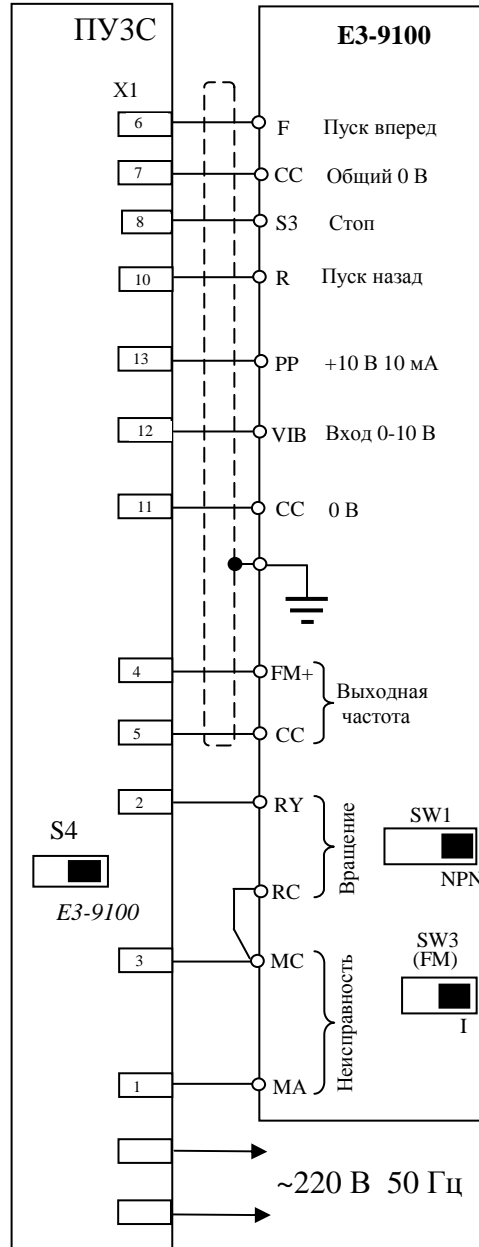 ПУ3С
E3-9100
X1
6 F Пуск вперед
7 CC Общий 0 В
8 S3 Стоп
10 R Пуск назад
13 PP +10 В 10 мА
12 VIB Вход 0-10 В
11 CC 0 В
4 FM+
Выходная
частота
5 CC
2 RY
Вращение
SW1
NPN
S4
E3-9100
RC
3 MC
SW3
(FM)
I
Неисправность
1 MA
~220 В 50 Гц